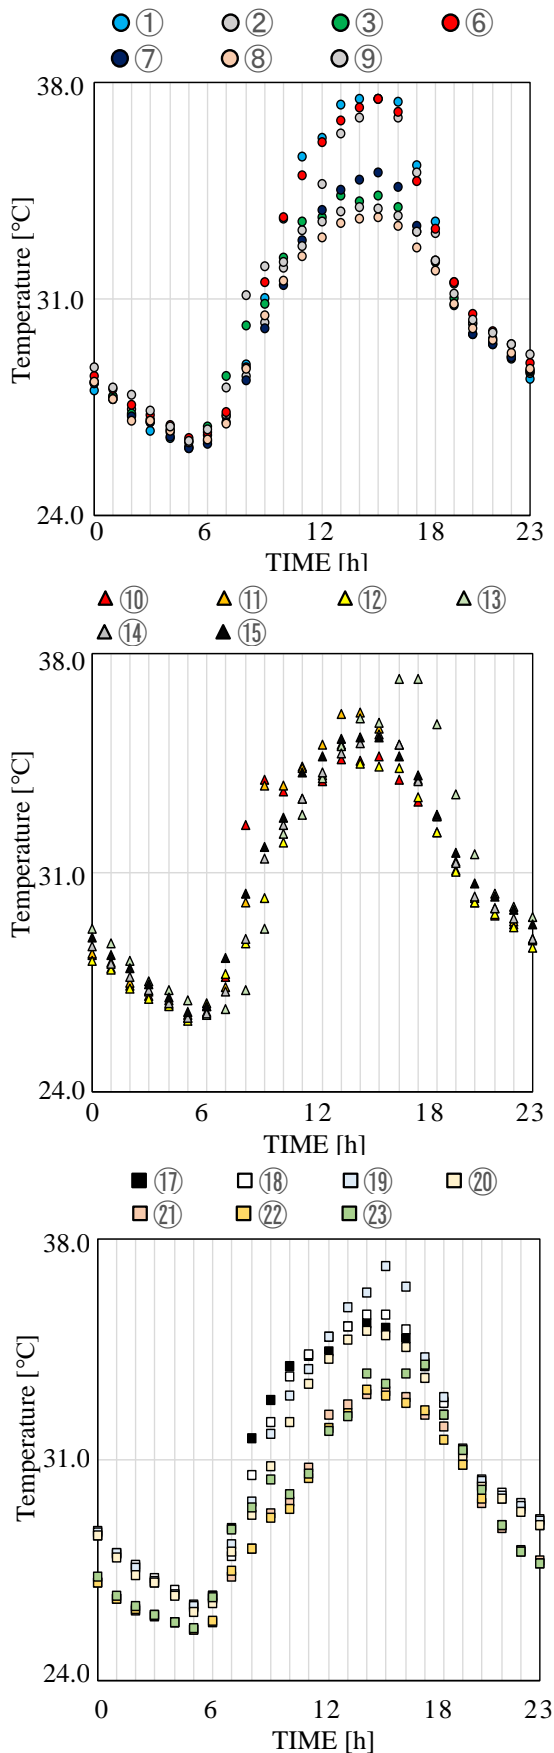 ① ② ③ ⑥
⑦ ⑧ ⑨
38.0
31.0
24.0
Temperature [℃]
0 6 12 18 23
TIME [h]
⑩ ⑪ ⑫ ⑬
⑭ ⑮
38.0
31.0
24.0
Temperature [℃]
0 6 12 18 23
TIME [h]
⑰ ⑱ ⑲ ⑳
㉑ ㉒ ㉓
38.0
31.0
24.0
Temperature [℃]
0 6 12 18 23
TIME [h]